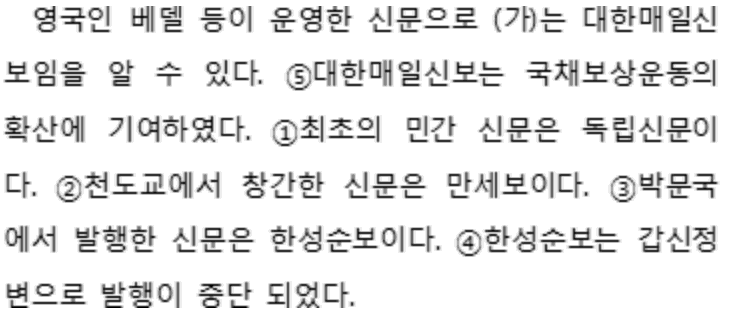 영국인 베델 등이 운영한 신문으로 (가)는 대한매일신
보임을 알 수 있다. ⑤대한매일신보는 국채보상운동의
확산에 기여하였다. ①최초의 민간 신문은 독립신문이
다. ②천도교에서 창간한 신문은 만세보이다. ③박문국
에서 발행한 신문은 한성순보이다. ④한성순보는 갑신정
변으로 발행이 중단 되었다.